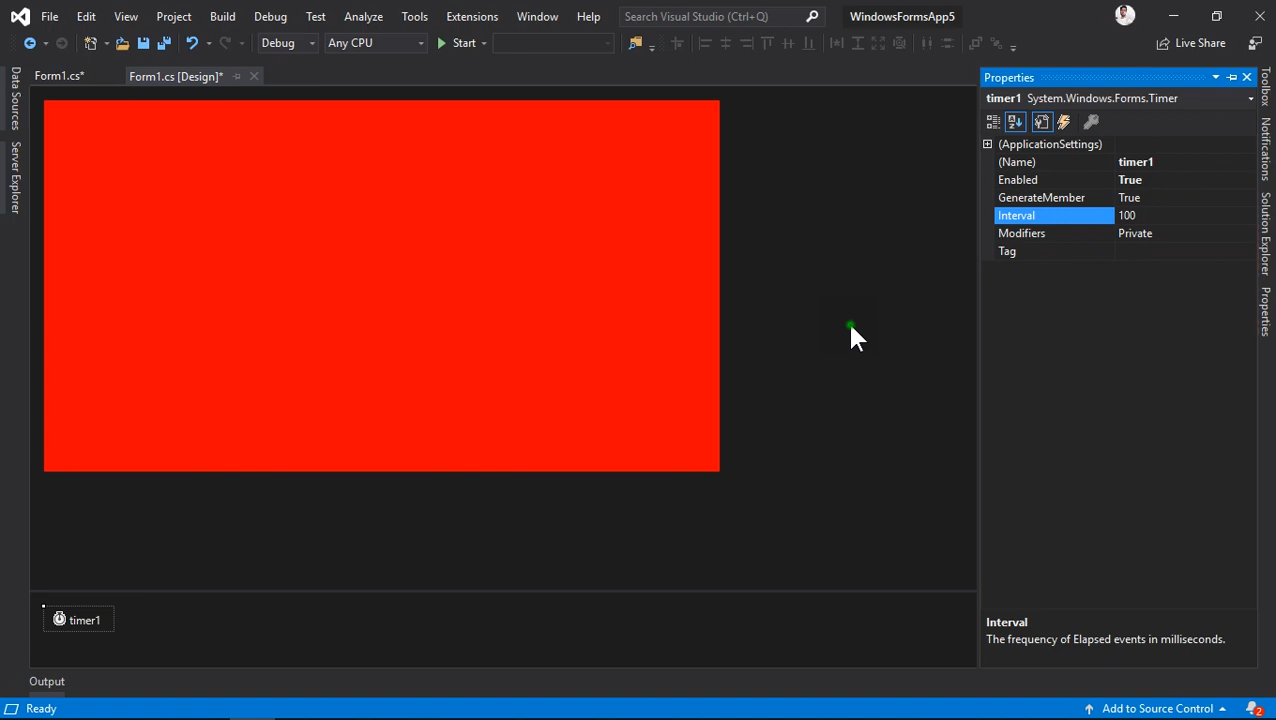 File Edit View Project Build Debug Test Analyze Tools Extensions Window Help Search Visual Studio (Ctrl+Q) WindowsFormsApp5
Debug Any CPU Start Live Share
Form1.cs* Form1.cs [Design]*
Data Sources
Server Explorer
timer1
Properties
timer1 System.Windows.Forms.Timer
(ApplicationSettings)
(Name) timer1
Enabled True
GenerateMember True
Interval 100
Modifiers Private
Tag
Interval
The frequency of Elapsed events in milliseconds.
Toolbox
Notifications
Solution Explorer
Properties
Output
Ready Add to Source Control 2